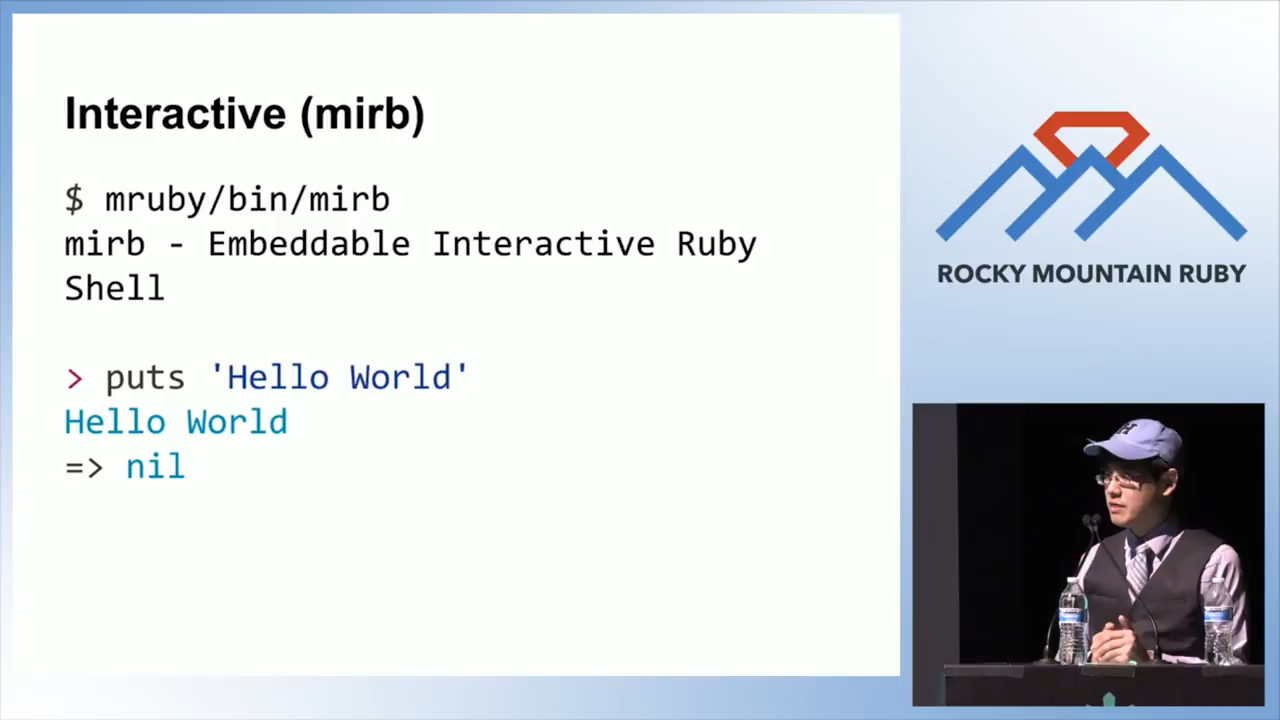 Interactive (mirb)
$ mruby/bin/mirb
mirb - Embeddable Interactive Ruby
Shell
> puts 'Hello World'
Hello World
=> nil
ROCKY MOUNTAIN RUBY